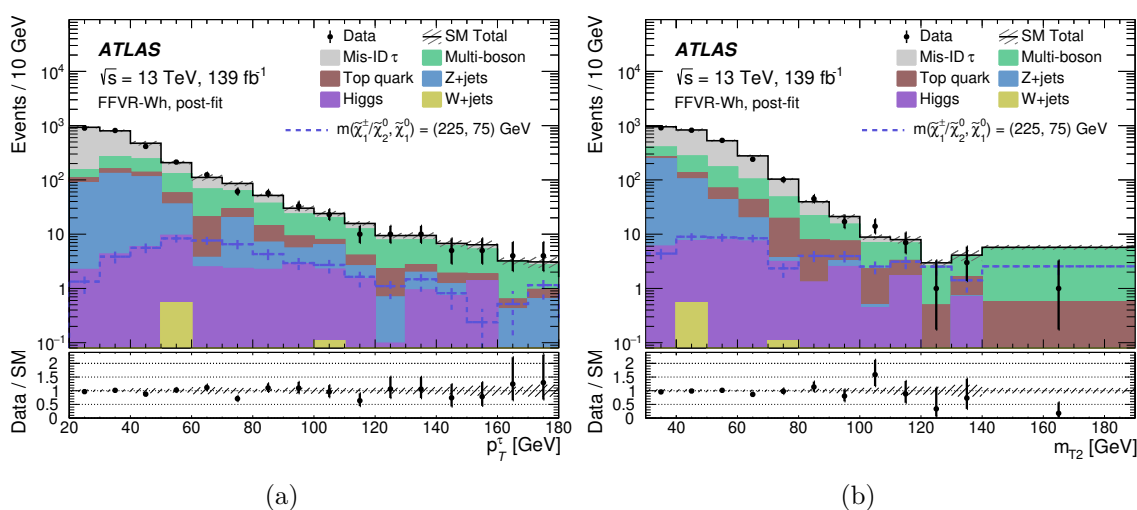 Events / 10 GeV
10⁴
10³
10²
10
1
10⁻¹
ATLAS
√s = 13 TeV, 139 fb⁻¹
FFVR-Wh, post-fit
Data
SM Total
Mis-ID τ
Multi-boson
Top quark
Z+jets
Higgs
W+jets
m(χ̃₁±/χ̃₂⁰, χ̃₁⁰) = (225, 75) GeV
Data / SM
2
1.5
1
0.5
0
20 40 60 80 100 120 140 160 180
p_T^τ [GeV]
(a)
Events / 10 GeV
10⁴
10³
10²
10
1
10⁻¹
ATLAS
√s = 13 TeV, 139 fb⁻¹
FFVR-Wh, post-fit
Data
SM Total
Mis-ID τ
Multi-boson
Top quark
Z+jets
Higgs
W+jets
m(χ̃₁±/χ̃₂⁰, χ̃₁⁰) = (225, 75) GeV
Data / SM
2
1.5
1
0.5
0
40 60 80 100 120 140 160 180
m_T2 [GeV]
(b)